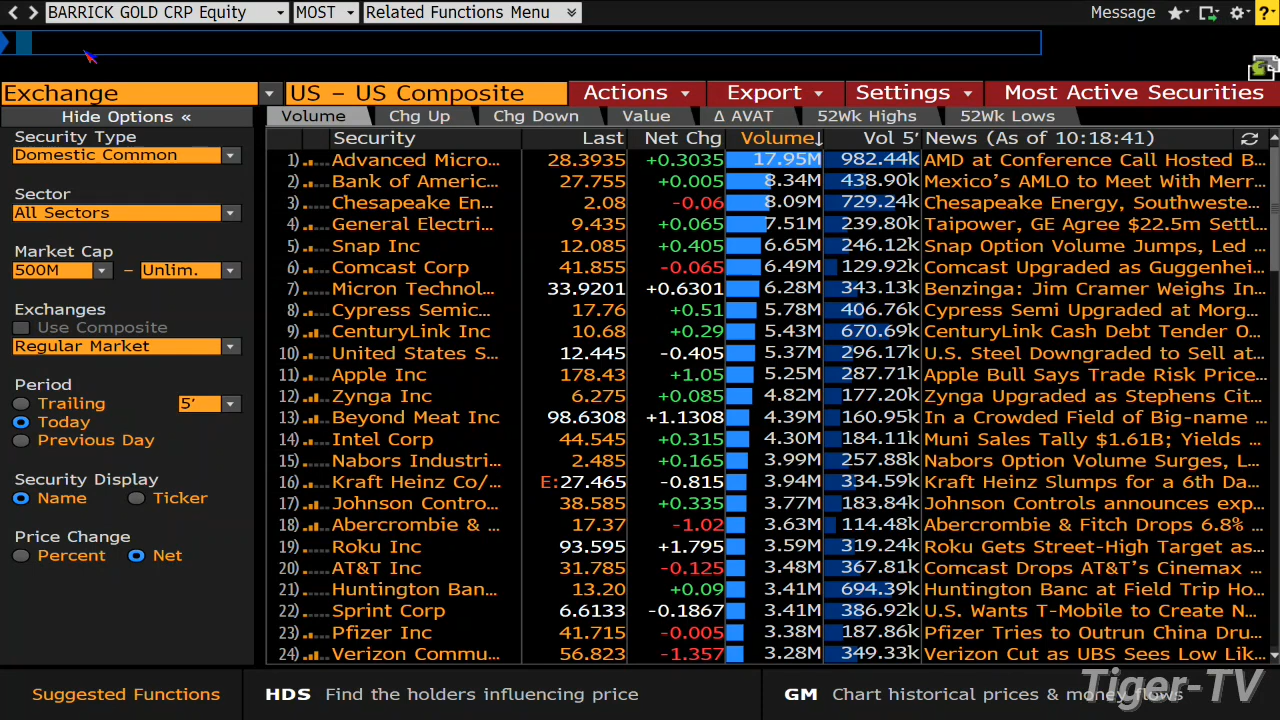 BARRICK GOLD CRP Equity MOST Related Functions Menu Message ?
Exchange US - US Composite Actions Export Settings Most Active Securities
Hide Options «
Volume Chg Up Chg Down Value Δ AVAT 52Wk Highs 52Wk Lows
Security Type
Domestic Common
Sector
All Sectors
Market Cap
500M - Unlim.
Exchanges
Use Composite
Regular Market
Period
Trailing 5'
Today
Previous Day
Security Display
Name Ticker
Price Change
Percent Net
Security Last Net Chg Volume↓ Vol 5' News (As of 10:18:41)
1) Advanced Micro... 28.3935 +0.3035 17.95M 982.44k AMD at Conference Call Hosted B...
2) Bank of Americ... 27.755 +0.005 8.34M 438.90k Mexico's AMLO to Meet With Merr...
3) Chesapeake En... 2.08 -0.06 8.09M 729.24k Chesapeake Energy, Southweste...
4) General Electri... 9.435 +0.065 7.51M 239.80k Taipower, GE Agree $22.5m Settl...
5) Snap Inc 12.085 +0.405 6.65M 246.12k Snap Option Volume Jumps, Led ...
6) Comcast Corp 41.855 -0.065 6.49M 129.92k Comcast Upgraded as Guggenhei...
7) Micron Technol... 33.9201 +0.6301 6.28M 343.13k Benzinga: Jim Cramer Weighs In...
8) Cypress Semic... 17.76 +0.51 5.78M 406.76k Cypress Semi Upgraded at Morg...
9) CenturyLink Inc 10.68 +0.29 5.43M 670.69k CenturyLink Cash Debt Tender O...
10) United States S... 12.445 -0.405 5.37M 296.17k U.S. Steel Downgraded to Sell at...
11) Apple Inc 178.43 +1.05 5.25M 287.71k Apple Bull Says Trade Risk Price...
12) Zynga Inc 6.275 +0.085 4.82M 177.20k Zynga Upgraded as Stephens Cit...
13) Beyond Meat Inc 98.6308 +1.1308 4.39M 160.95k In a Crowded Field of Big-name ...
14) Intel Corp 44.545 +0.315 4.30M 184.11k Muni Sales Tally $1.61B; Yields ...
15) Nabors Industri... 2.485 +0.165 3.99M 257.88k Nabors Option Volume Surges, L...
16) Kraft Heinz Co/... E:27.465 -0.815 3.94M 334.59k Kraft Heinz Slumps for a 6th Da...
17) Johnson Contro... 38.585 +0.335 3.77M 183.84k Johnson Controls announces exp...
18) Abercrombie & ... 17.37 -1.02 3.63M 114.48k Abercrombie & Fitch Drops 6.8% ...
19) Roku Inc 93.595 +1.795 3.59M 319.24k Roku Gets Street-High Target as...
20) AT&T Inc 31.785 -0.125 3.48M 367.81k Comcast Drops AT&T's Cinemax ...
21) Huntington Ban... 13.20 +0.09 3.41M 694.39k Huntington Banc at Field Trip Ho...
22) Sprint Corp 6.6133 -0.1867 3.41M 386.92k U.S. Wants T-Mobile to Create N...
23) Pfizer Inc 41.715 -0.005 3.38M 187.86k Pfizer Tries to Outrun China Dru...
24) Verizon Commu... 56.823 -1.357 3.28M 349.33k Verizon Cut as UBS Sees Low Lik...
Suggested Functions HDS Find the holders influencing price GM Chart historical prices & money flows
Tiger-TV